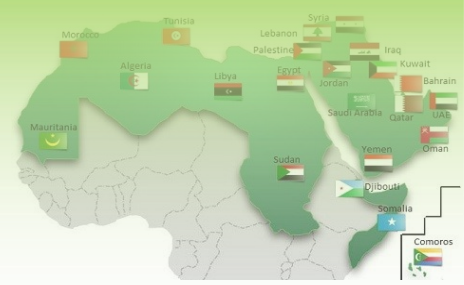 Syria
Tunisia
Morocco
Lebanon
Palestine
Iraq
Algeria
Libya
Egypt
Jordan
Kuwait
Bahrain
Saudi Arabia
Qatar
UAE
Mauritania
Yemen
Oman
Sudan
Djibouti
Somalia
Comoros